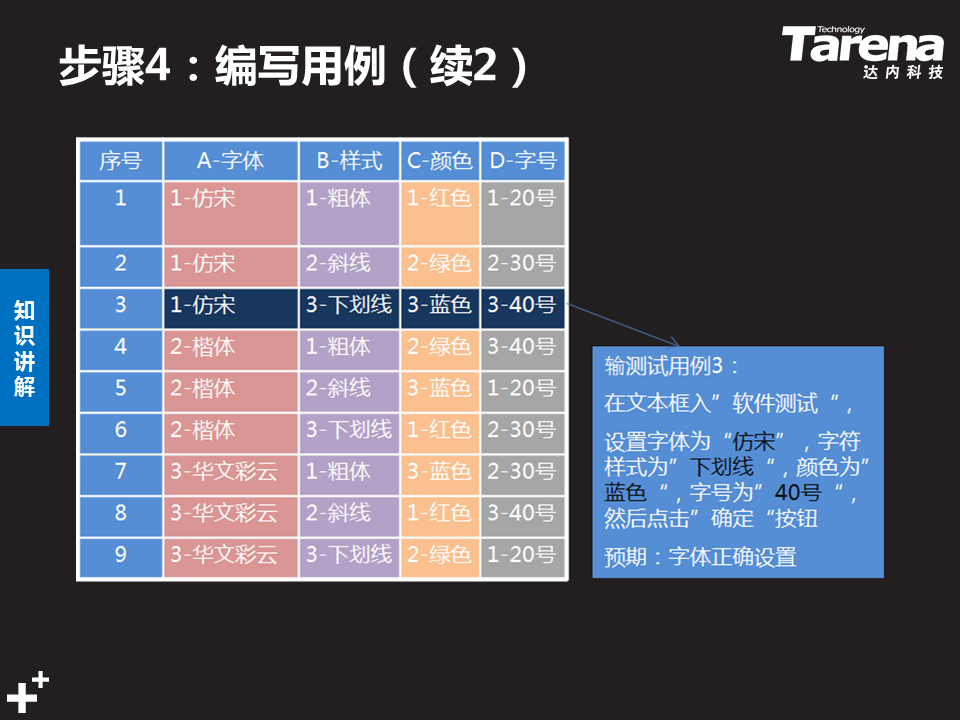 步骤4：编写用例（续2）
Technology
Tarena
达内科技
知识讲解
序号 A-字体 B-样式 C-颜色 D-字号
1 1-仿宋 1-粗体 1-红色 1-20号
2 1-仿宋 2-斜线 2-绿色 2-30号
3 1-仿宋 3-下划线 3-蓝色 3-40号
4 2-楷体 1-粗体 2-绿色 3-40号
5 2-楷体 2-斜线 3-蓝色 1-20号
6 2-楷体 3-下划线 1-红色 2-30号
7 3-华文彩云 1-粗体 3-蓝色 2-30号
8 3-华文彩云 2-斜线 1-红色 3-40号
9 3-华文彩云 3-下划线 2-绿色 1-20号
输测试用例3：
在文本框入”软件测试“，
设置字体为“仿宋”，字符
样式为”下划线“，颜色为”
蓝色“，字号为”40号“，
然后点击”确定“按钮
预期：字体正确设置